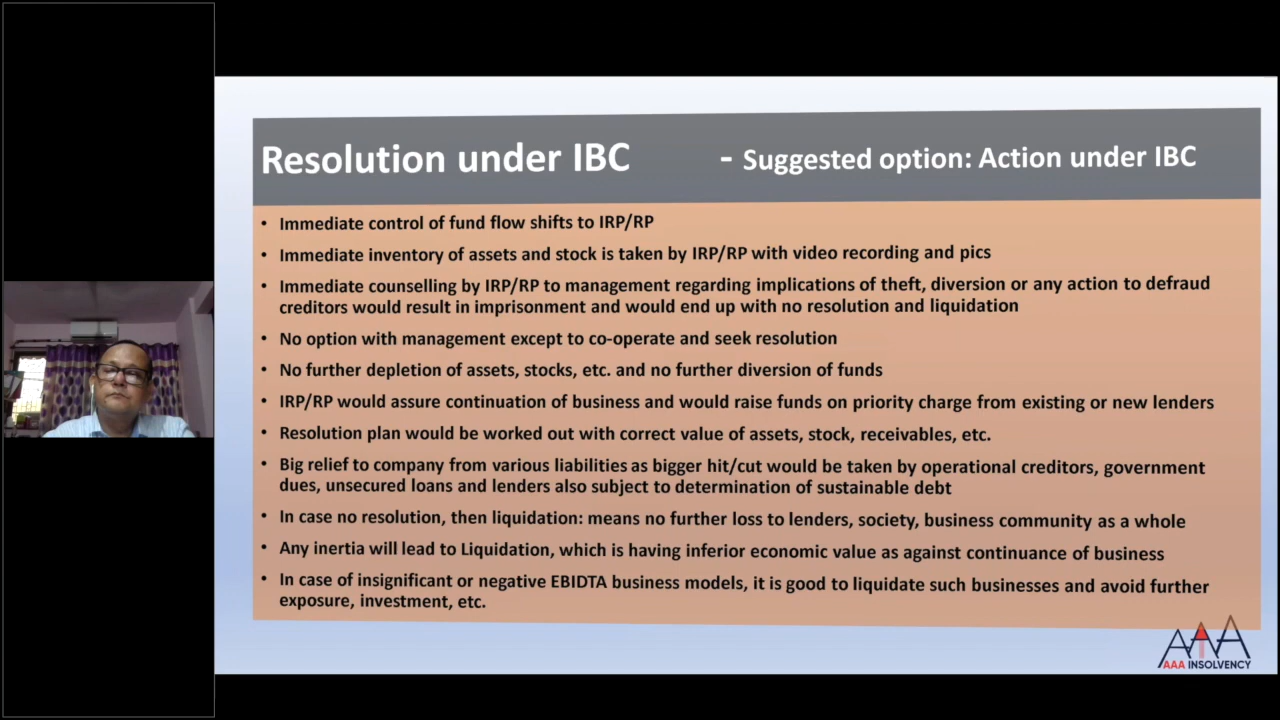 Resolution under IBC - Suggested option: Action under IBC
• Immediate control of fund flow shifts to IRP/RP
• Immediate inventory of assets and stock is taken by IRP/RP with video recording and pics
• Immediate counselling by IRP/RP to management regarding implications of theft, diversion or any action to defraud
creditors would result in imprisonment and would end up with no resolution and liquidation
• No option with management except to co-operate and seek resolution
• No further depletion of assets, stocks, etc. and no further diversion of funds
• IRP/RP would assure continuation of business and would raise funds on priority charge from existing or new lenders
• Resolution plan would be worked out with correct value of assets, stock, receivables, etc.
• Big relief to company from various liabilities as bigger hit/cut would be taken by operational creditors, government
dues, unsecured loans and lenders also subject to determination of sustainable debt
• In case no resolution, then liquidation: means no further loss to lenders, society, business community as a whole
• Any inertia will lead to Liquidation, which is having inferior economic value as against continuance of business
• In case of insignificant or negative EBIDTA business models, it is good to liquidate such businesses and avoid further
exposure, investment, etc.
AAA
AAA INSOLVENCY